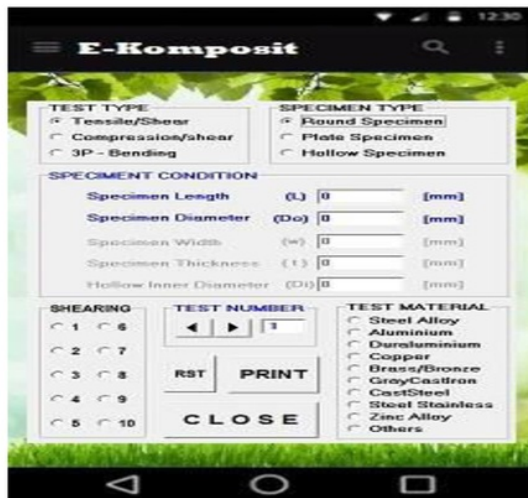 12:30
E-Komposit
TEST TYPE
Tensile/Shear
Compression/shear
3P - Bending
SPECIMEN TYPE
Round Specimen
Plate Specimen
Hollow Specimen
SPECIMENT CONDITION
Specimen Length (L) 0 [mm]
Specimen Diameter (Do) 0 [mm]
Specimen Width (w) 0 [mm]
Specimen Thickness (t) 0 [mm]
Hollow Inner Diameter (Di) 0 [mm]
SHEARING
1 6
2 7
3 8
4 9
5 10
TEST NUMBER
1
RST PRINT
CLOSE
TEST MATERIAL
Steel Alloy
Aluminium
Duraluminium
Copper
Brass/Bronze
GrayCastIron
CastSteel
Steel Stainless
Zinc Alloy
Others